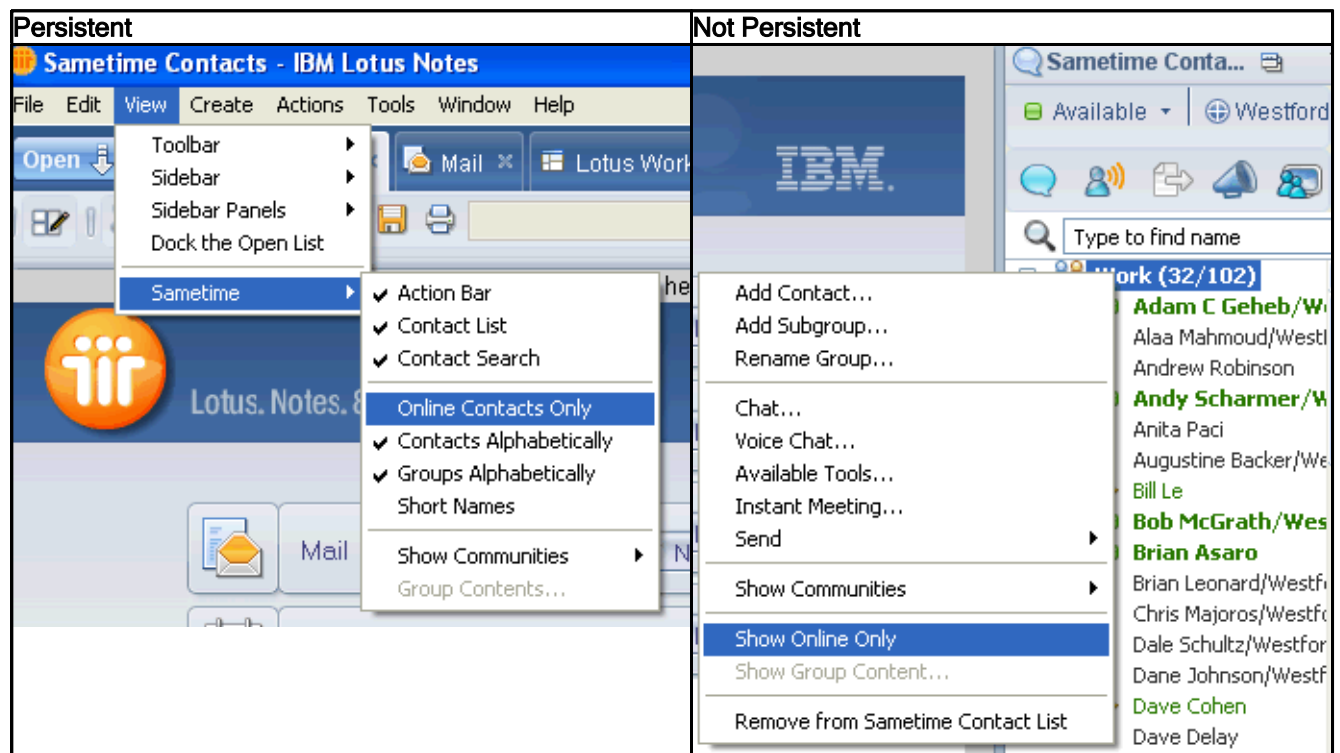 Persistent
Sametime Contacts - IBM Lotus Notes
File Edit View Create Actions Tools Window Help
Open Mail Lotus Work
Toolbar
Sidebar
Sidebar Panels
Dock the Open List
Sametime
Action Bar
Contact List
Contact Search
Online Contacts Only
Contacts Alphabetically
Groups Alphabetically
Short Names
Show Communities
Group Contents...
he
Lotus. Notes. 8
Mail
N
Not Persistent
Sametime Conta...
Available Westford
IBM.
Type to find name
Work (32/102)
Add Contact...
Add Subgroup...
Rename Group...
Chat...
Voice Chat...
Available Tools...
Instant Meeting...
Send
Show Communities
Show Online Only
Show Group Content...
Remove from Sametime Contact List
Adam C Geheb/We
Alaa Mahmoud/Westf
Andrew Robinson
Andy Scharmer/W
Anita Paci
Augustine Backer/We
Bill Le
Bob McGrath/Wes
Brian Asaro
Brian Leonard/Westfo
Chris Majoros/Westfo
Dale Schultz/Westfor
Dane Johnson/Westf
Dave Cohen
Dave Delay